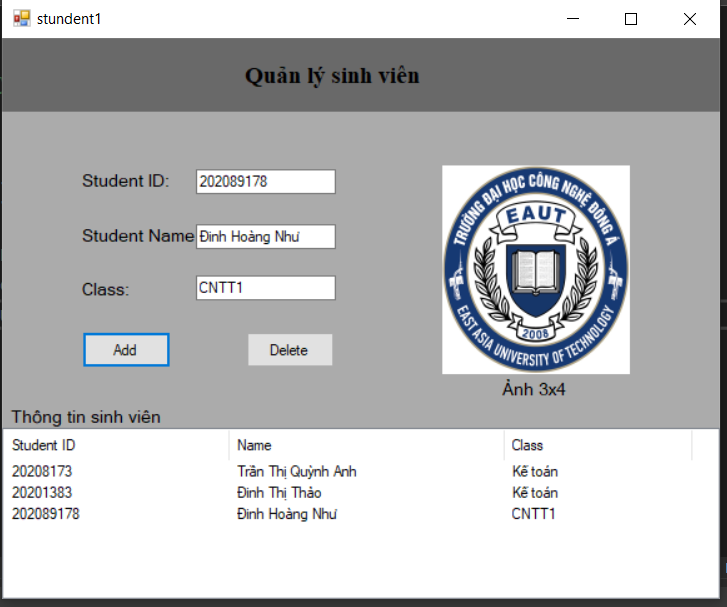 stundent1
Quản lý sinh viên
Student ID: 202089178
Student Name Đinh Hoàng Như
Class: CNTT1
Add Delete
TRƯỜNG ĐẠI HỌC CÔNG NGHỆ ĐÔNG Á
EAUT
2008
EAST ASIA UNIVERSITY OF TECHNOLOGY
Ảnh 3x4
Thông tin sinh viên
Student ID Name Class
20208173 Trần Thị Quỳnh Anh Kế toán
20201383 Đinh Thị Thảo Kế toán
202089178 Đinh Hoàng Như CNTT1